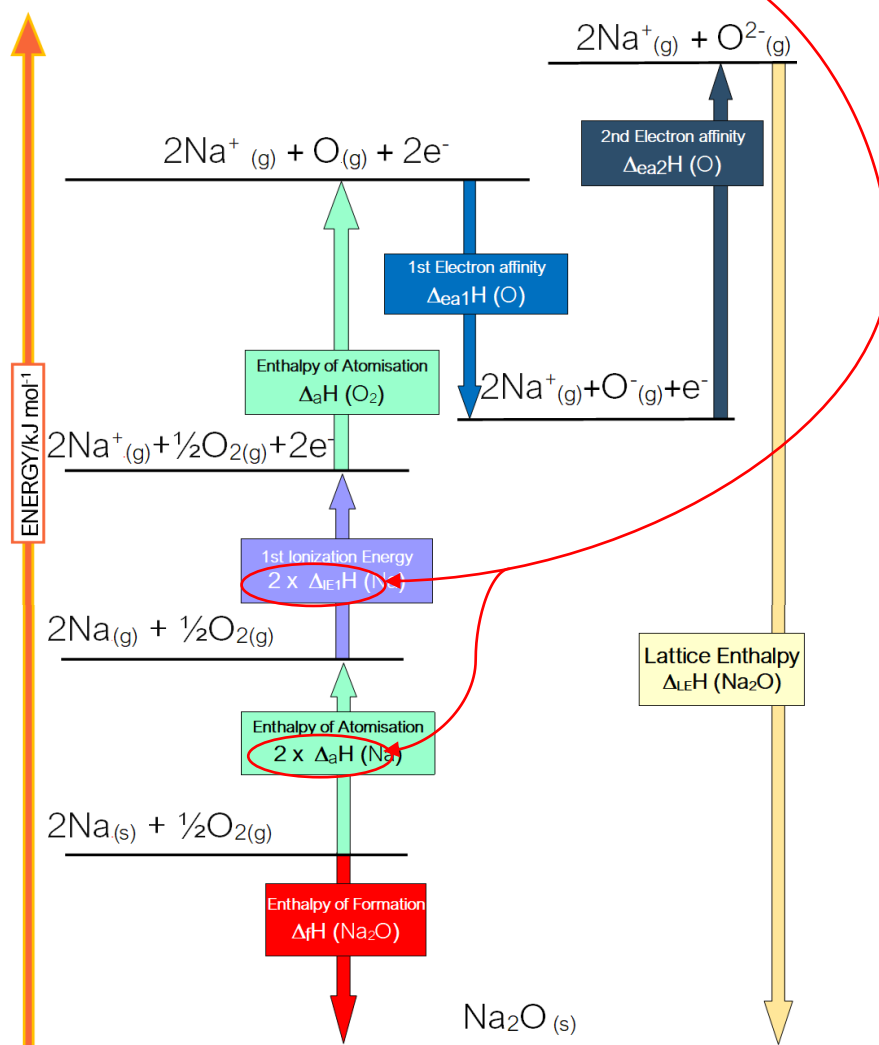 2Na⁺(g) + O²⁻(g)
2nd Electron affinity
Δea2H (O)
2Na⁺ (g) + O(g) + 2e⁻
1st Electron affinity
Δea1H (O)
Enthalpy of Atomisation
ΔaH (O₂)
2Na⁺(g)+O⁻(g)+e⁻
2Na⁺(g)+½O₂(g)+2e⁻
ENERGY/kJ mol⁻¹
1st Ionization Energy
2 x ΔIE1H (Na)
2Na(g) + ½O₂(g)
Lattice Enthalpy
ΔLEH (Na₂O)
Enthalpy of Atomisation
2 x ΔaH (Na)
2Na(s) + ½O₂(g)
Enthalpy of Formation
ΔfH (Na₂O)
Na₂O (s)